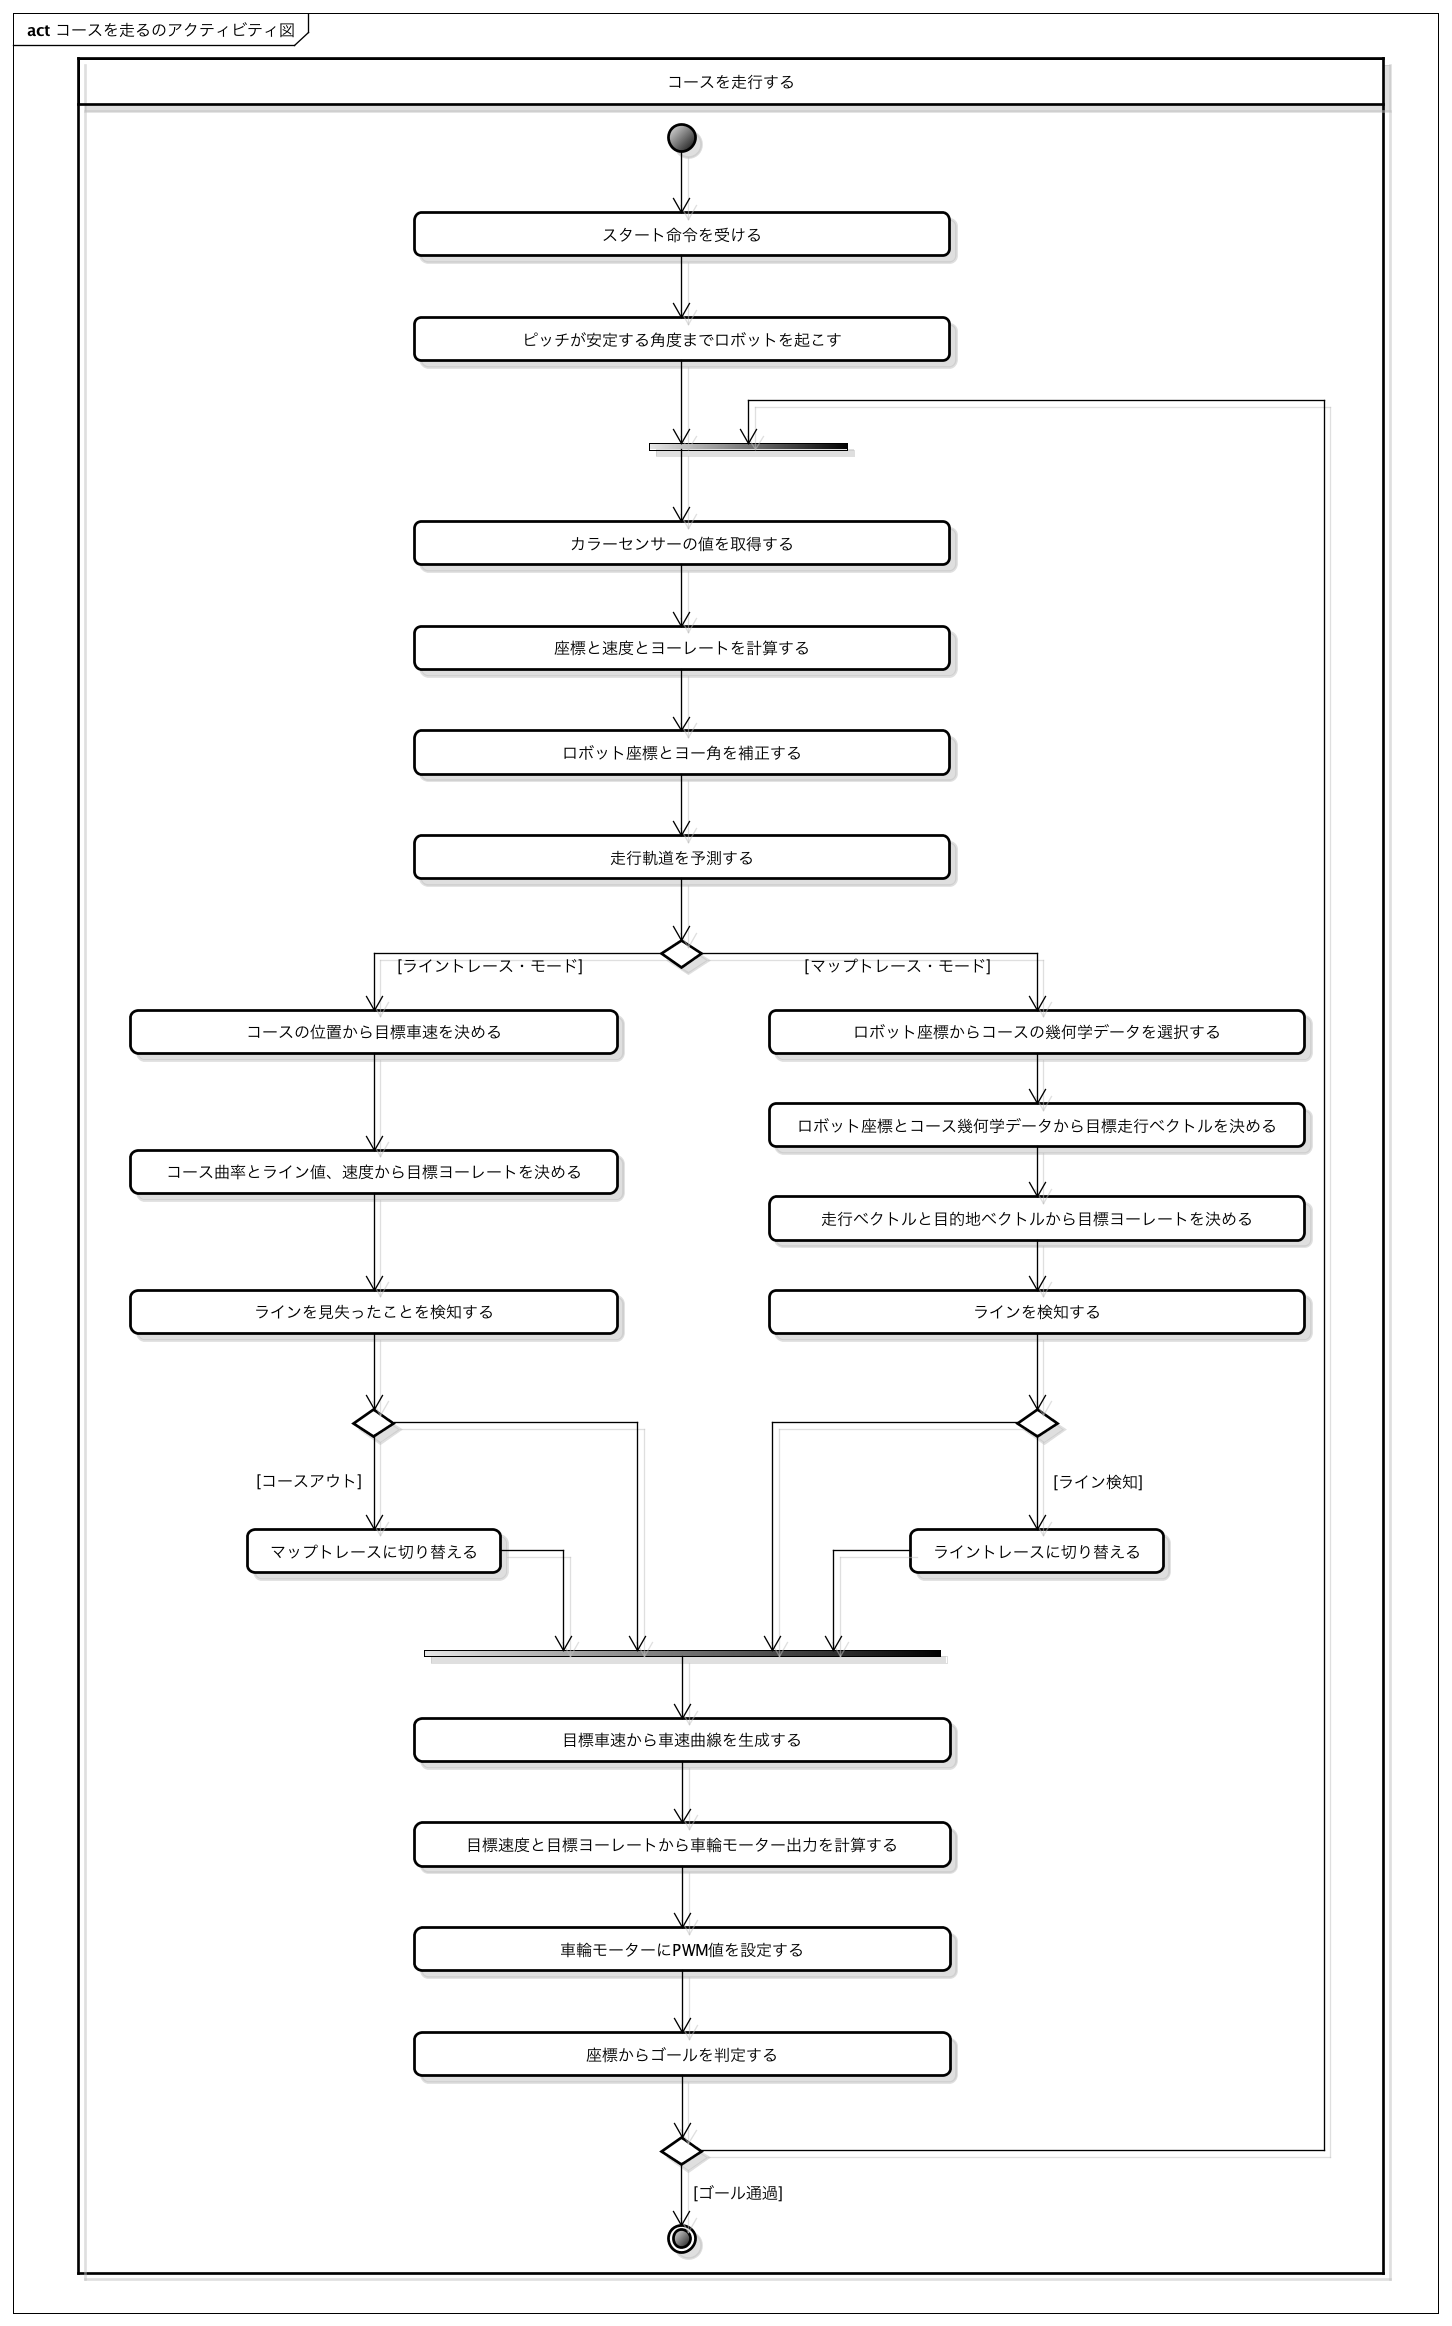 act コースを走るのアクティビティ図
コースを走行する
スタート命令を受ける
ピッチが安定する角度までロボットを起こす
カラーセンサーの値を取得する
座標と速度とヨーレートを計算する
ロボット座標とヨー角を補正する
走行軌道を予測する
[ライントレース・モード]
[マップトレース・モード]
コースの位置から目標車速を決める
ロボット座標からコースの幾何学データを選択する
ロボット座標とコース幾何学データから目標走行ベクトルを決める
コース曲率とライン値、速度から目標ヨーレートを決める
走行ベクトルと目的地ベクトルから目標ヨーレートを決める
ラインを見失ったことを検知する
ラインを検知する
[コースアウト]
[ライン検知]
マップトレースに切り替える
ライントレースに切り替える
目標車速から車速曲線を生成する
目標速度と目標ヨーレートから車輪モーター出力を計算する
車輪モーターにPWM値を設定する
座標からゴールを判定する
[ゴール通過]